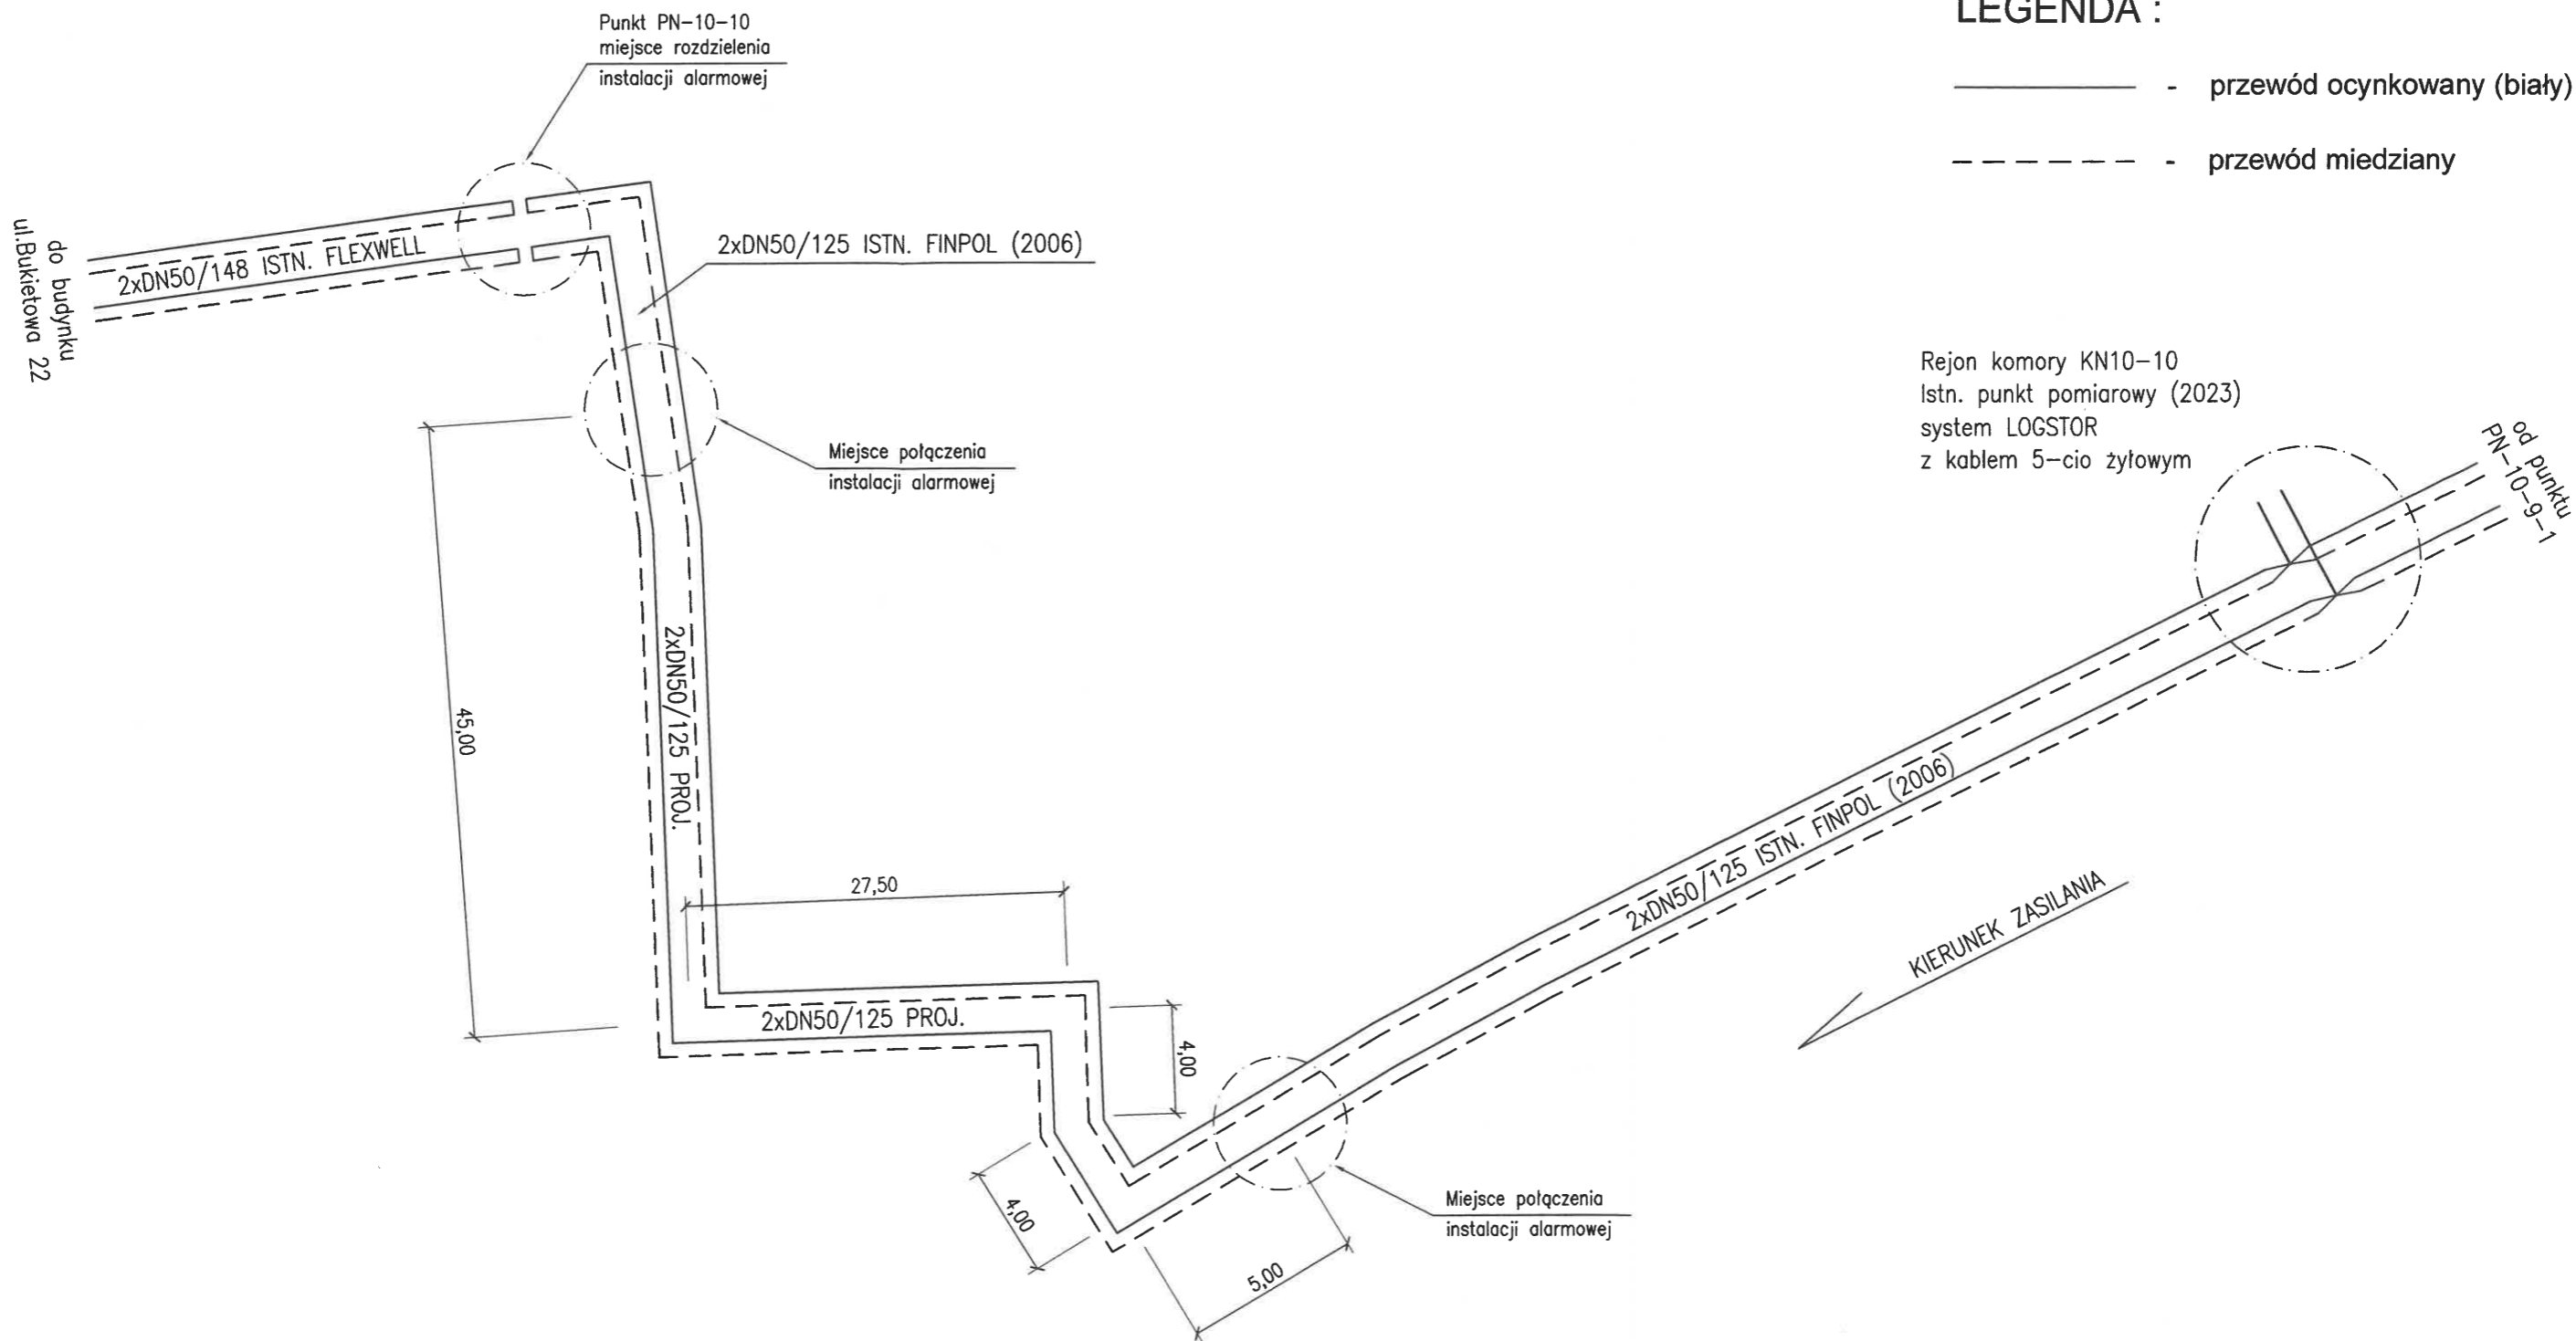 LEGENDA :
- przewód ocynkowany (biały)
- przewód miedziany
Punkt PN-10-10
miejsce rozdzielenia
instalacji alarmowej
2xDN50/125 ISTN. FINPOL (2006)
2xDN50/148 ISTN. FLEXWELL
do budynku
ul.Bukietowa 22
Miejsce połączenia
instalacji alarmowej
Rejon komory KN10-10
Istn. punkt pomiarowy (2023)
system LOGSTOR
z kablem 5-cio żyłowym
od punktu
PN-10-9-1
45,00
2xDN50/125 PROJ.
27,50
2xDN50/125 PROJ.
4,00
4,00
5,00
2xDN50/125 ISTN. FINPOL (2006)
KIERUNEK ZASILANIA
Miejsce połączenia
instalacji alarmowej